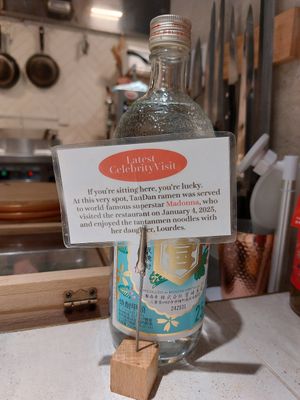 Latest
CelebrityVisit
If you're sitting here, you're lucky.
At this very spot, TanDan ramen was served
to world famous superstar Madonna, who
visited the restaurant on January 4, 2025,
and enjoyed the tantanmen noodles with
her daughter, Lourdes.
宮